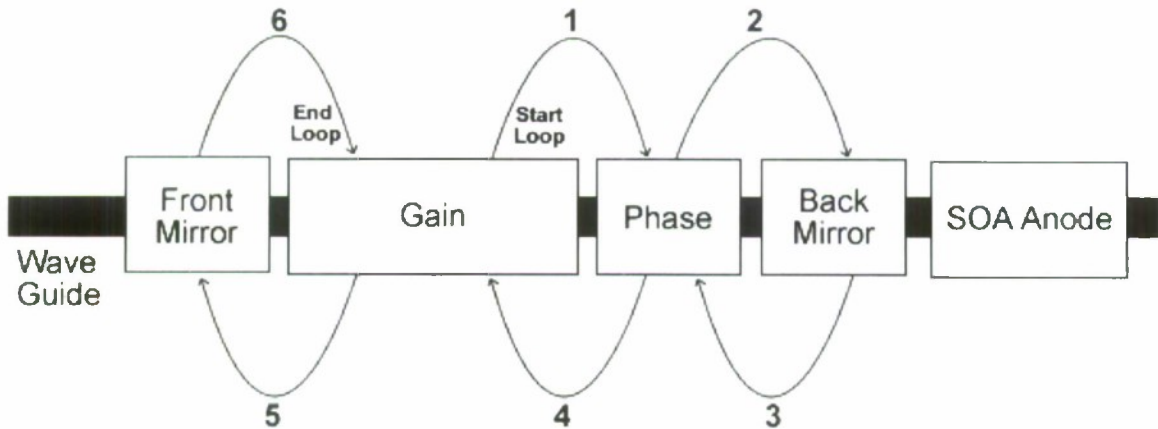 6
1
2
End
Loop
Start
Loop
Front
Mirror
Gain
Phase
Back
Mirror
SOA Anode
Wave
Guide
5
4
3